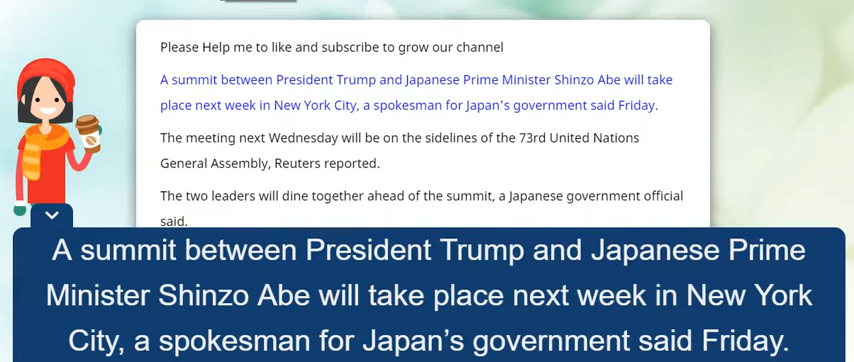 Please Help me to like and subscribe to grow our channel
A summit between President Trump and Japanese Prime Minister Shinzo Abe will take
place next week in New York City, a spokesman for Japan's government said Friday.
The meeting next Wednesday will be on the sidelines of the 73rd United Nations
General Assembly, Reuters reported.
The two leaders will dine together ahead of the summit, a Japanese government official
said.
A summit between President Trump and Japanese Prime
Minister Shinzo Abe will take place next week in New York
City, a spokesman for Japan’s government said Friday.